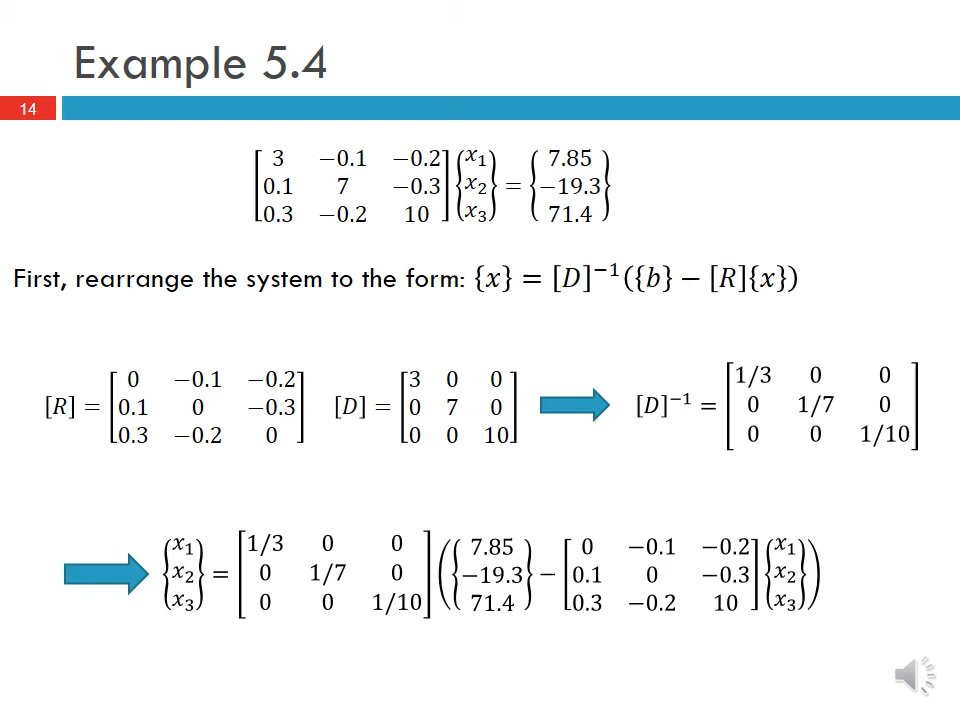 Example 5.4
14
[3 −0.1 −0.2; 0.1 7 −0.3; 0.3 −0.2 10] {x₁; x₂; x₃} = {7.85; −19.3; 71.4}
First, rearrange the system to the form: {x} = [D]⁻¹({b} − [R]{x})
[R] = [0 −0.1 −0.2; 0.1 0 −0.3; 0.3 −0.2 0] [D] = [3 0 0; 0 7 0; 0 0 10] [D]⁻¹ = [1/3 0 0; 0 1/7 0; 0 0 1/10]
{x₁; x₂; x₃} = [1/3 0 0; 0 1/7 0; 0 0 1/10] ({7.85; −19.3; 71.4} − [0 −0.1 −0.2; 0.1 0 −0.3; 0.3 −0.2 10] {x₁; x₂; x₃})